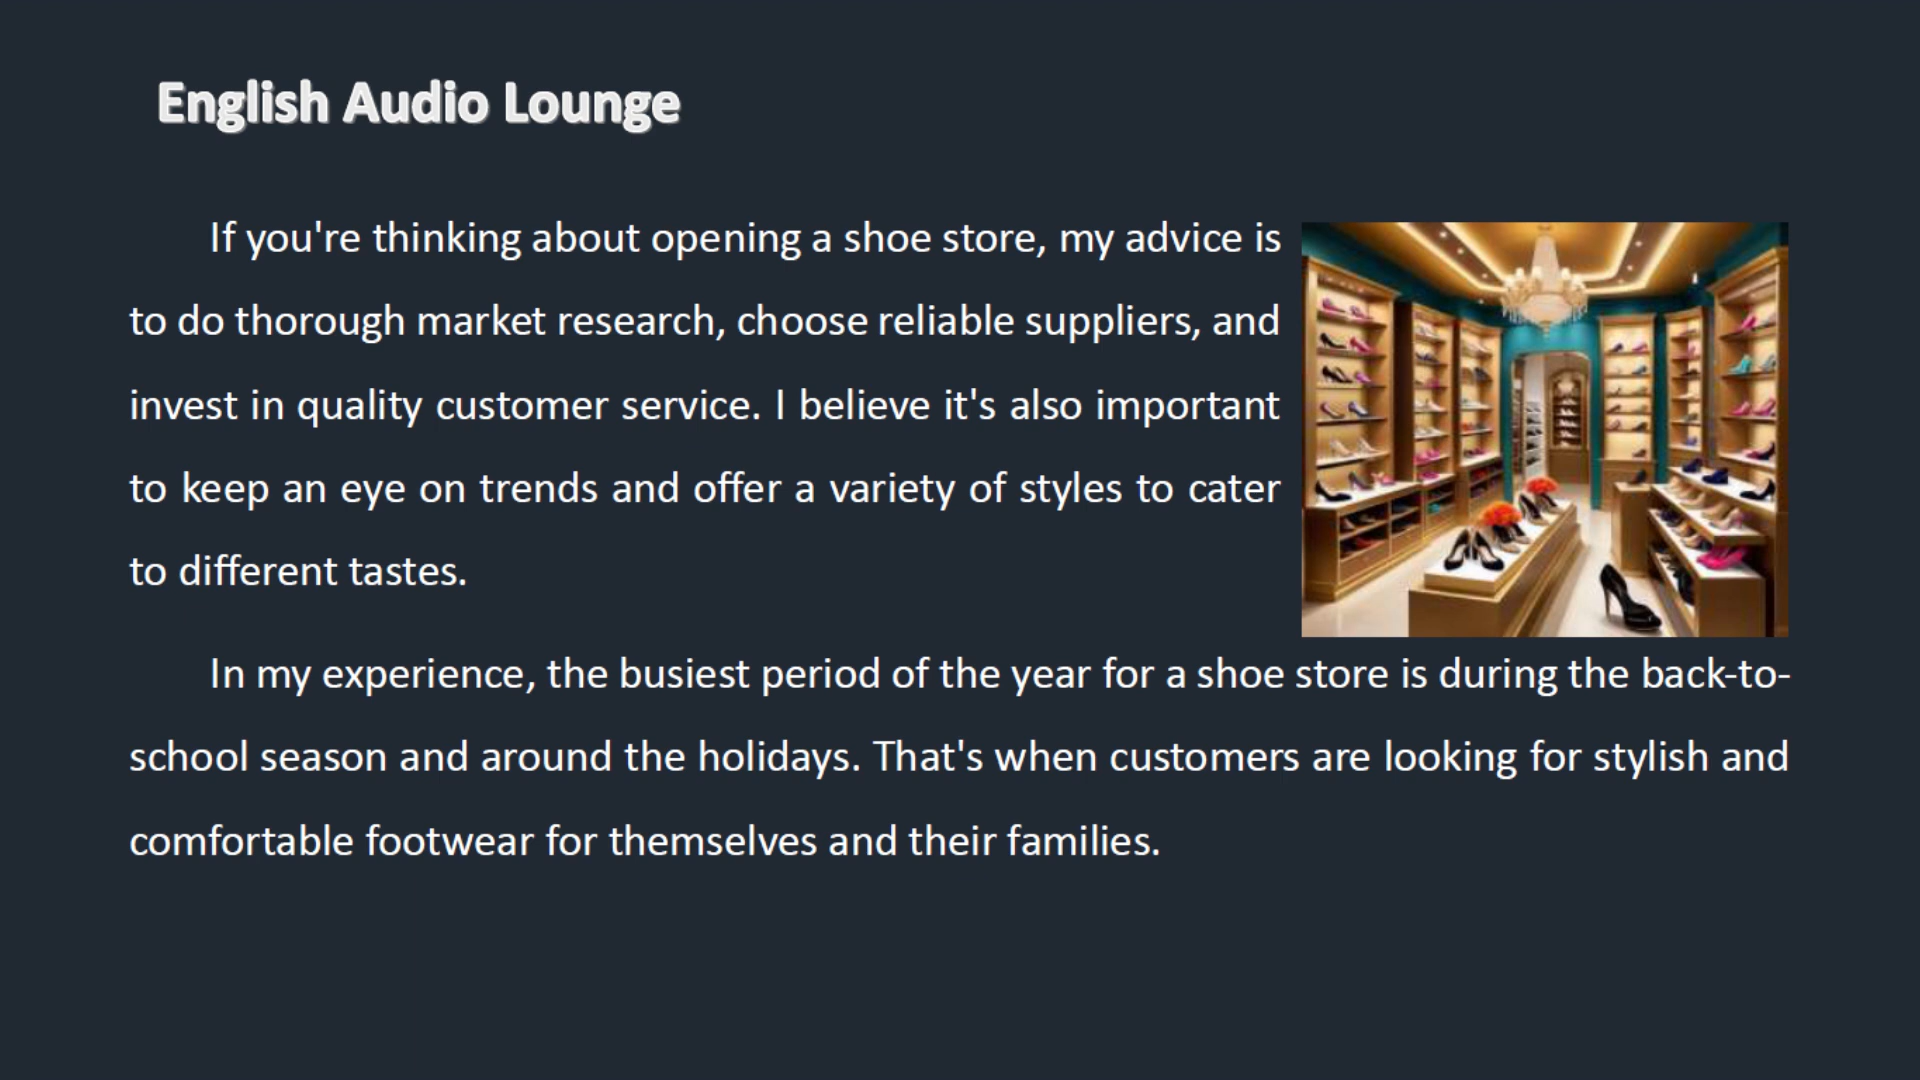 English Audio Lounge
If you're thinking about opening a shoe store, my advice is
to do thorough market research, choose reliable suppliers, and
invest in quality customer service. I believe it's also important
to keep an eye on trends and offer a variety of styles to cater
to different tastes.
In my experience, the busiest period of the year for a shoe store is during the back-to-
school season and around the holidays. That's when customers are looking for stylish and
comfortable footwear for themselves and their families.